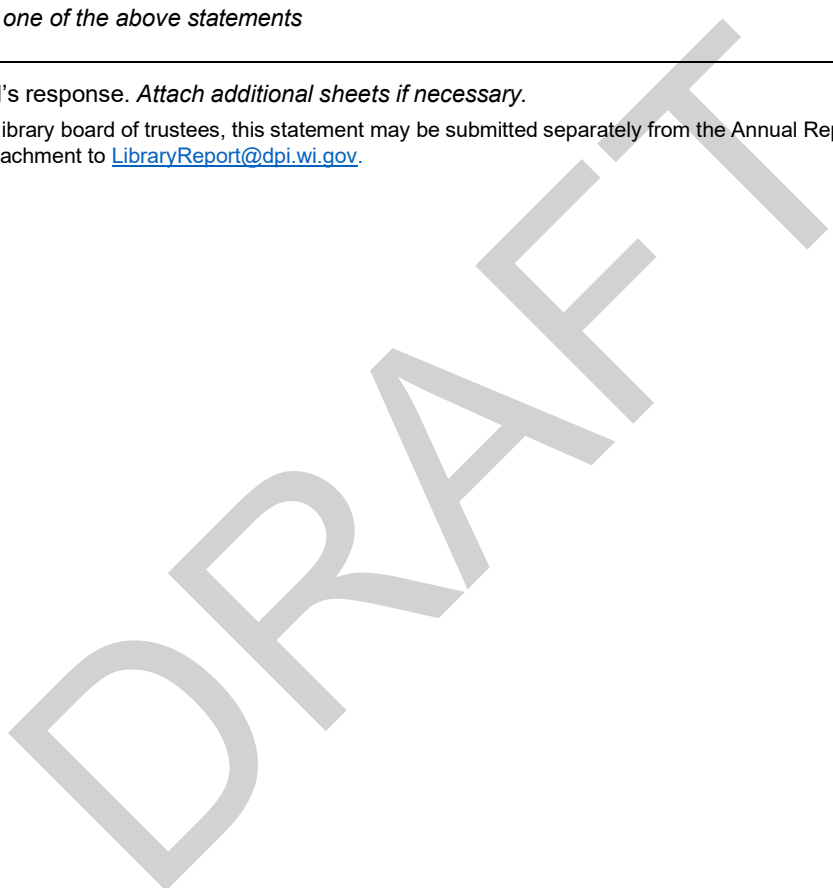 one of the above statements
l's response. Attach additional sheets if necessary.
ibrary board of trustees, this statement may be submitted separately from the Annual Rep
achment to LibraryReport@dpi.wi.gov.
DRAFT